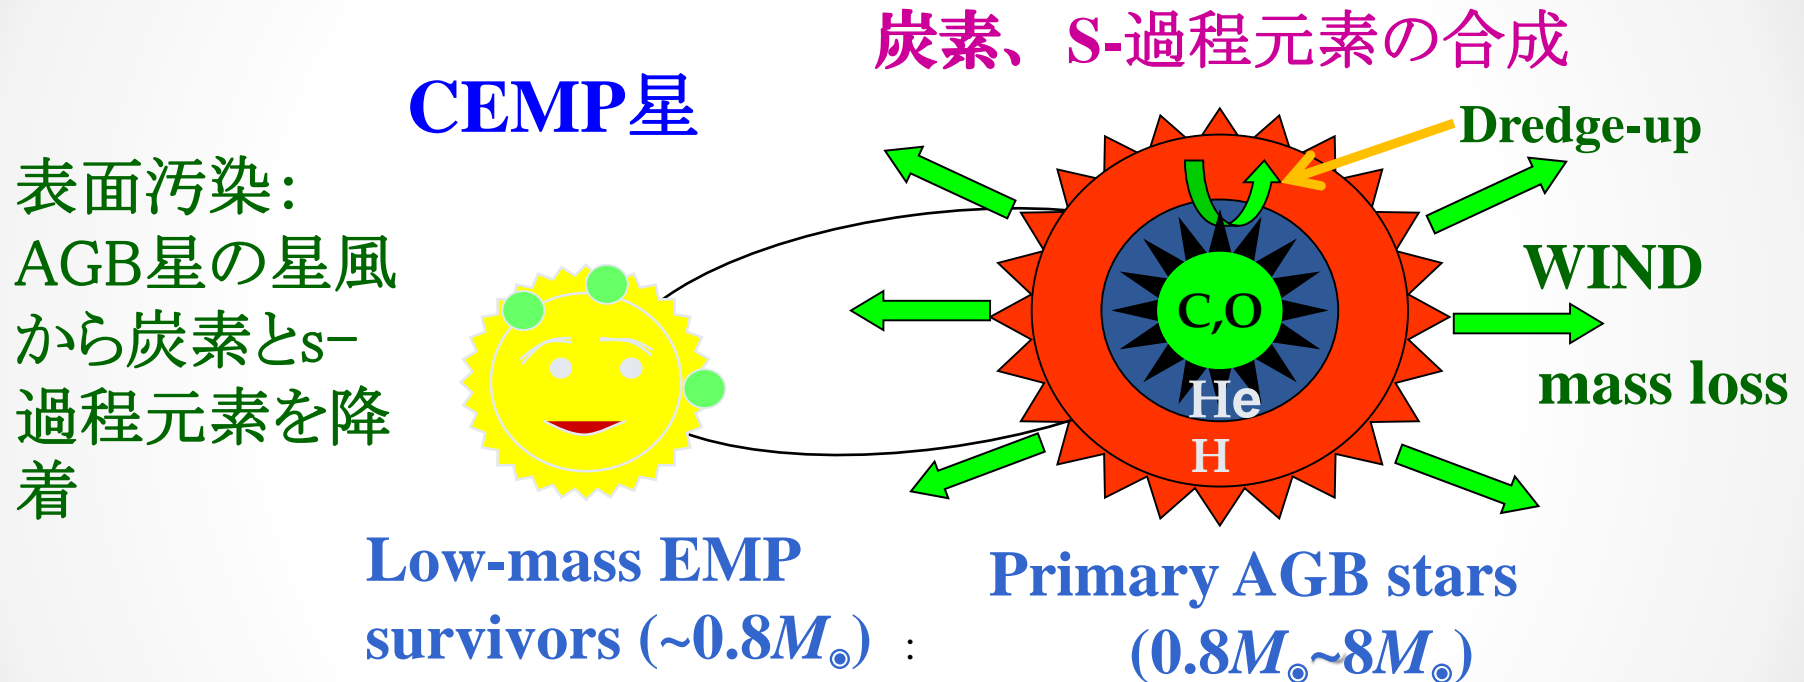 炭素、S-過程元素の合成
CEMP星
Dredge-up
表面汚染：
AGB星の星風
から炭素とs-
過程元素を降
着
WIND
C,O
mass loss
He
H
Low-mass EMP
survivors (~0.8M◉) :
Primary AGB stars
(0.8M◉~8M◉)